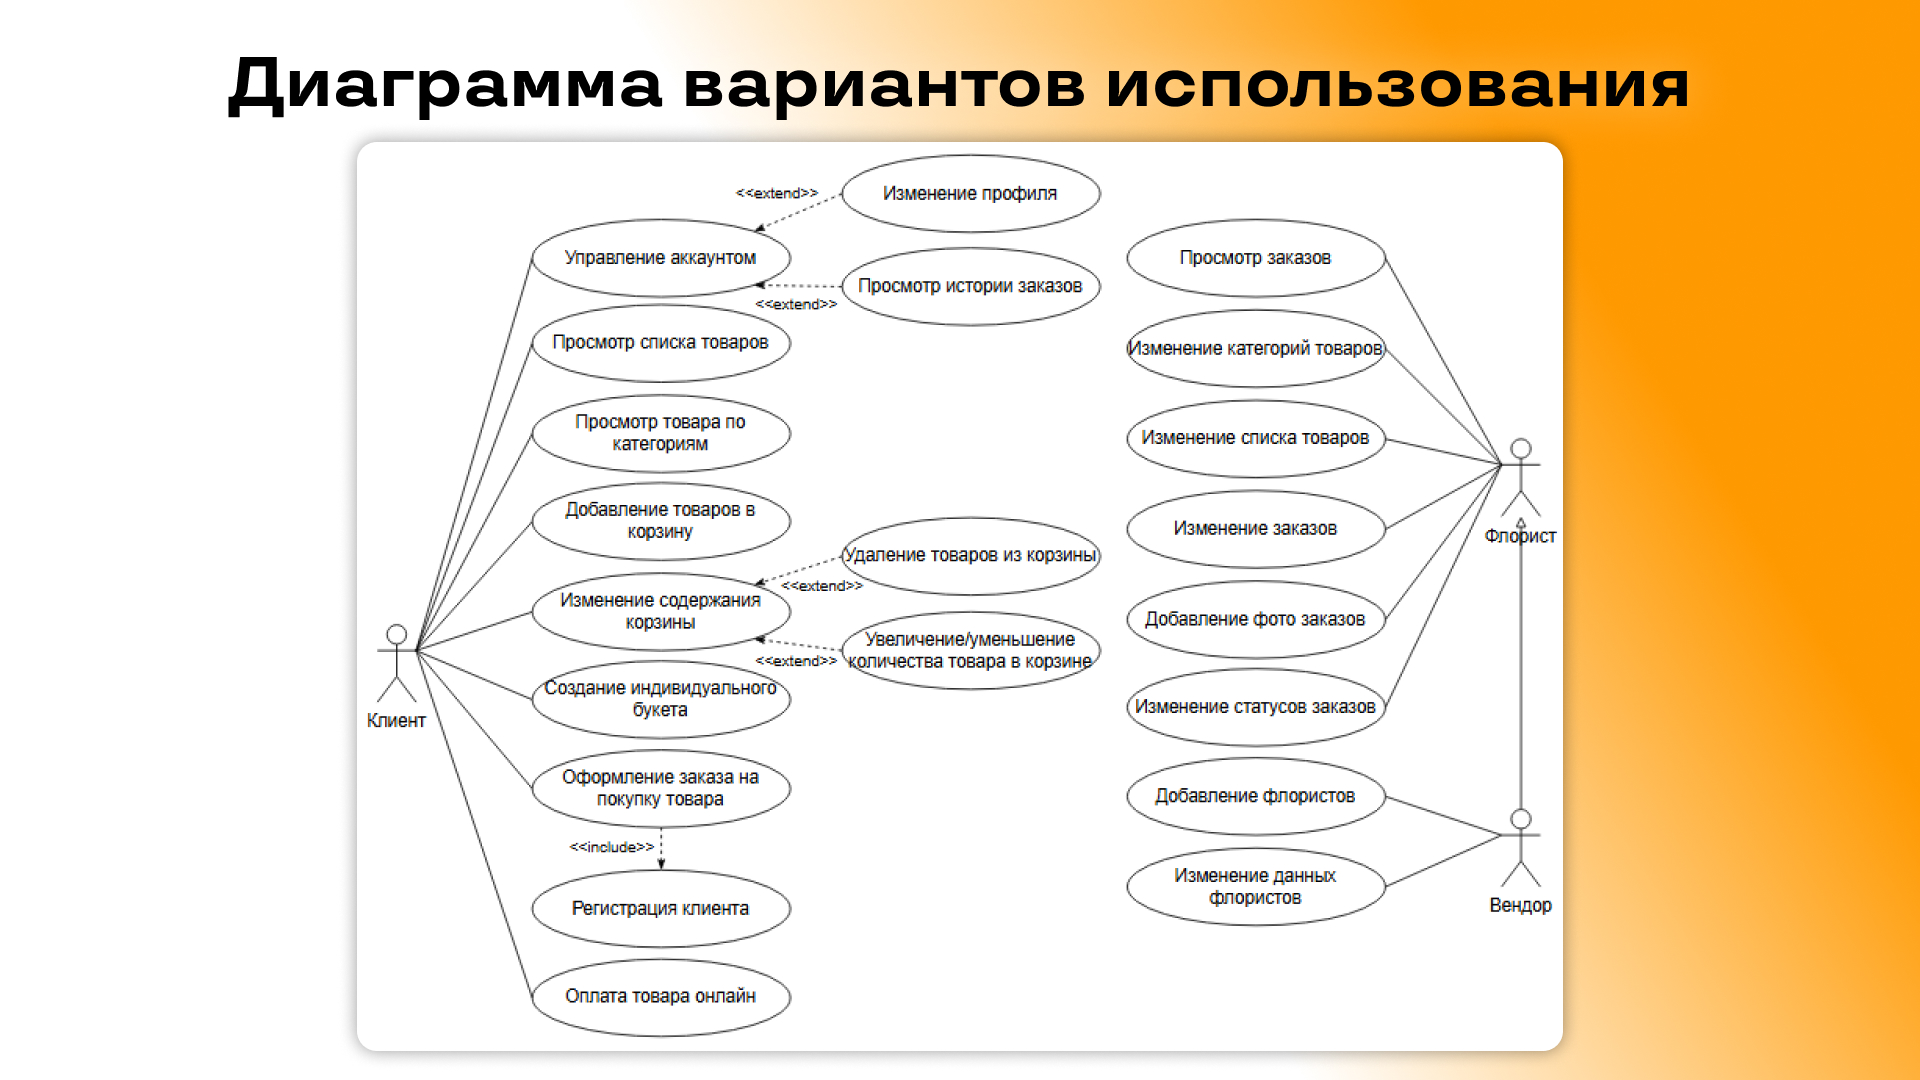 Диаграмма вариантов использования
<<extend>>
Изменение профиля
Управление аккаунтом
Просмотр истории заказов
<<extend>>
Просмотр списка товаров
Просмотр товара по
категориям
Добавление товаров в
корзину
Удаление товаров из корзины
<<extend>>
Изменение содержания
корзины
Увеличение/уменьшение
количества товара в корзине
<<extend>>
Создание индивидуального
букета
Клиент
Оформление заказа на
покупку товара
<<include>>
Регистрация клиента
Оплата товара онлайн
Просмотр заказов
Изменение категорий товаров
Изменение списка товаров
Изменение заказов
Флорист
Добавление фото заказов
Изменение статусов заказов
Добавление флористов
Изменение данных
флористов
Вендор